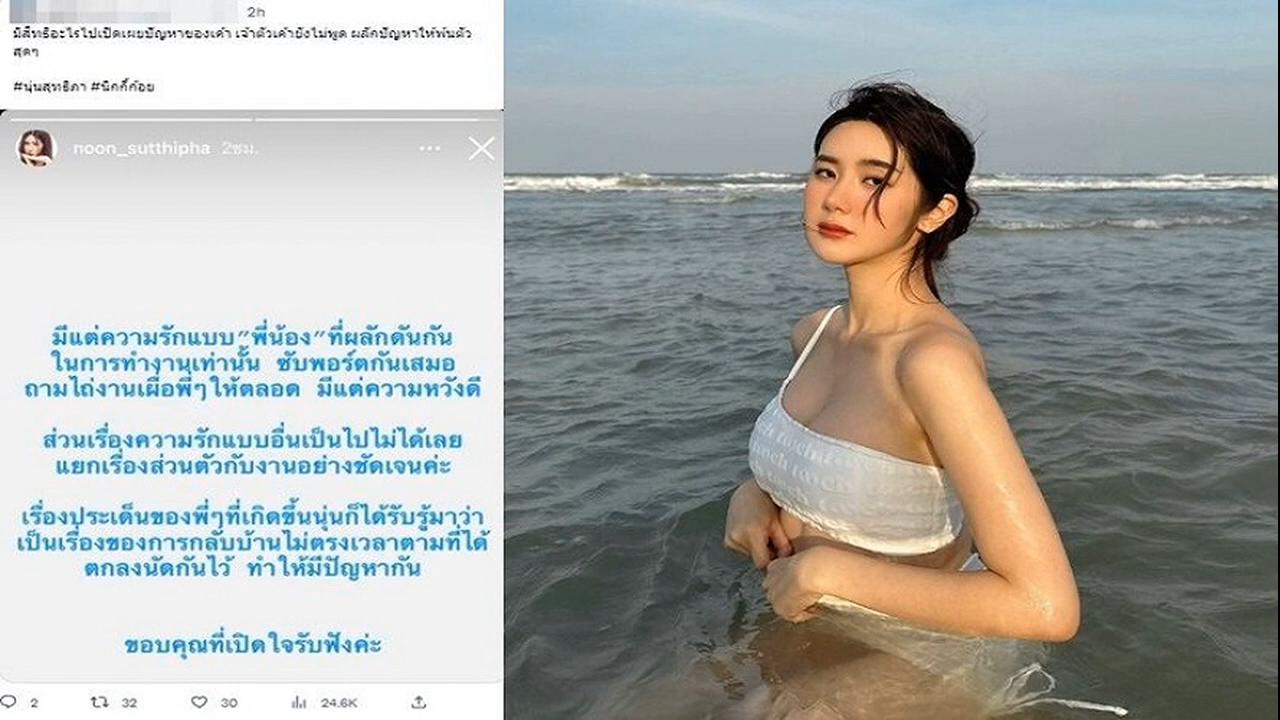 2h
มีสิทธิอะไรไปเปิดเผยปัญหาของเค้า เจ้าตัวเค้ายังไม่พูด ผลักปัญหาให้พ้นตัว
สุดๆ
#นุ่นสุทธิภา #นิกกี้ก้อย
noon_sutthipha 2ชม.
มีแต่ความรักแบบ"พี่น้อง"ที่ผลักดันกัน
ในการทำงานเท่านั้น ซับพอร์ตกันเสมอ
ถามไถ่งานเผื่อพี่ๆให้ตลอด มีแต่ความหวังดี
ส่วนเรื่องความรักแบบอื่นเป็นไปไม่ได้เลย
แยกเรื่องส่วนตัวกับงานอย่างชัดเจนค่ะ
เรื่องประเด็นของพี่ๆที่เกิดขึ้นนุ่นก็ได้รับรู้มาว่า
เป็นเรื่องของการกลับบ้านไม่ตรงเวลาตามที่ได้
ตกลงนัดกันไว้ ทำให้มีปัญหากัน
ขอบคุณที่เปิดใจรับฟังค่ะ
2 32 30 24.6K